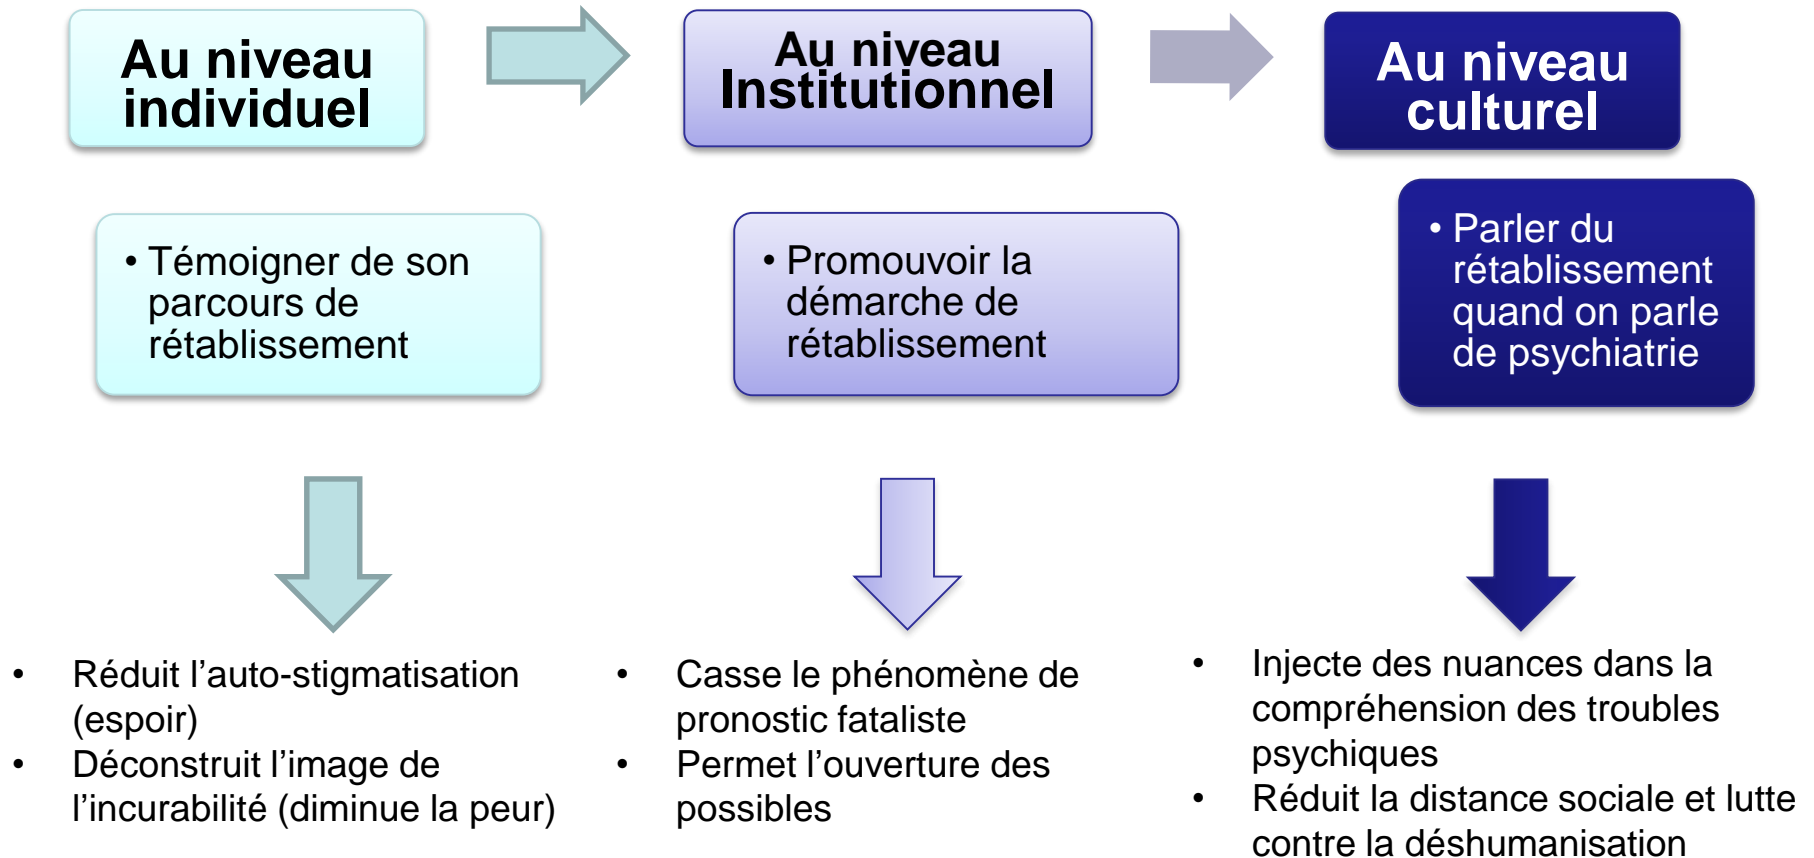 Au niveau
individuel
Au niveau
Institutionnel
Au niveau
culturel
• Témoigner de son
parcours de
rétablissement
• Promouvoir la
démarche de
rétablissement
• Parler du
rétablissement
quand on parle
de psychiatrie
• Réduit l’auto-stigmatisation
(espoir)
• Déconstruit l’image de
l’incurabilité (diminue la peur)
• Casse le phénomène de
pronostic fataliste
• Permet l’ouverture des
possibles
• Injecte des nuances dans la
compréhension des troubles
psychiques
• Réduit la distance sociale et lutte
contre la déshumanisation